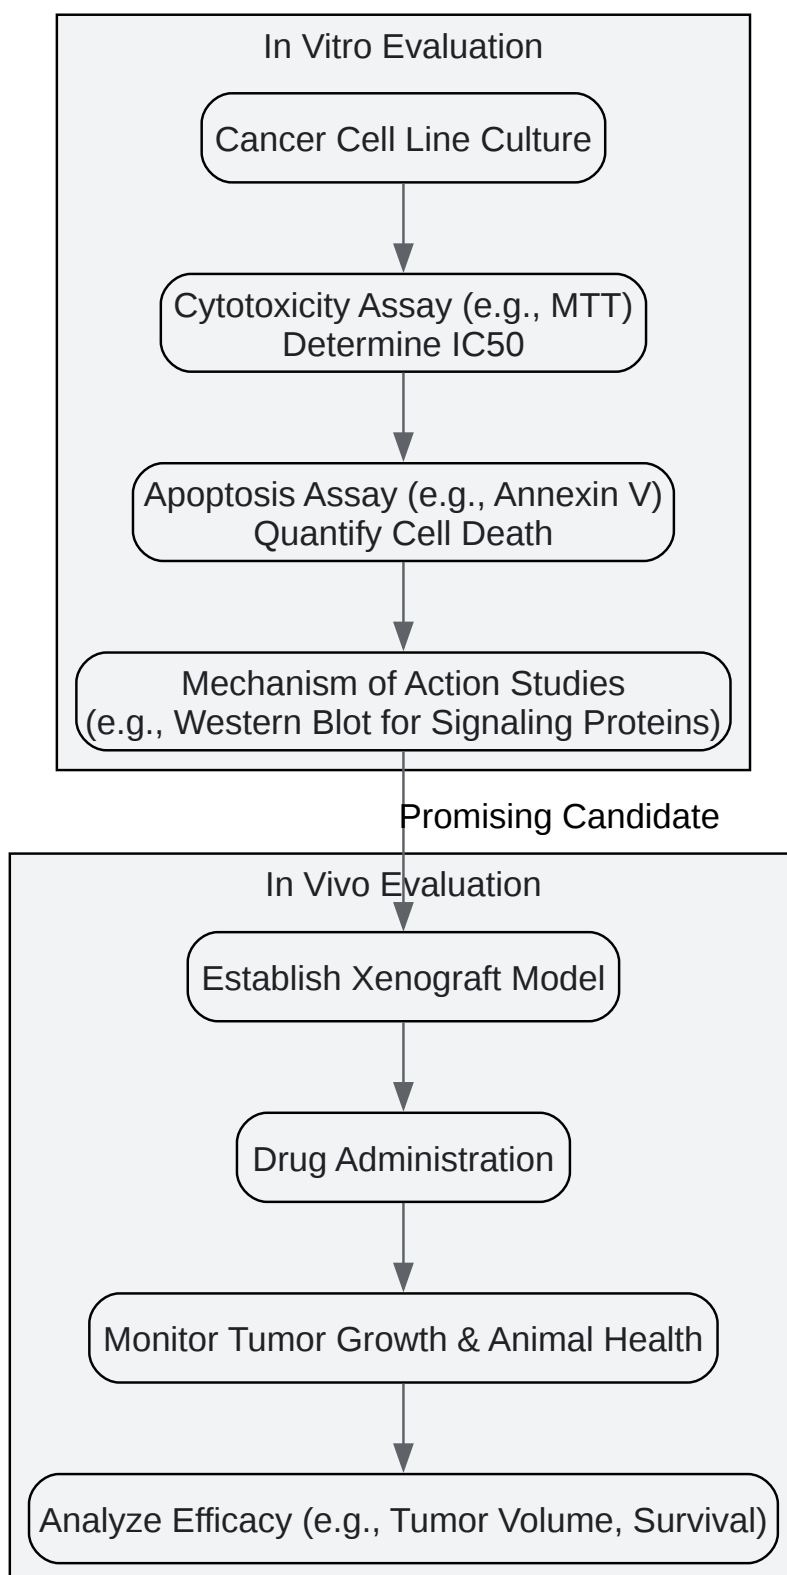 In Vitro Evaluation
Cancer Cell Line Culture
Cytotoxicity Assay (e.g., MTT)
Determine IC50
Apoptosis Assay (e.g., Annexin V)
Quantify Cell Death
Mechanism of Action Studies
(e.g., Western Blot for Signaling Proteins)
Promising Candidate
In Vivo Evaluation
Establish Xenograft Model
Drug Administration
Monitor Tumor Growth & Animal Health
Analyze Efficacy (e.g., Tumor Volume, Survival)